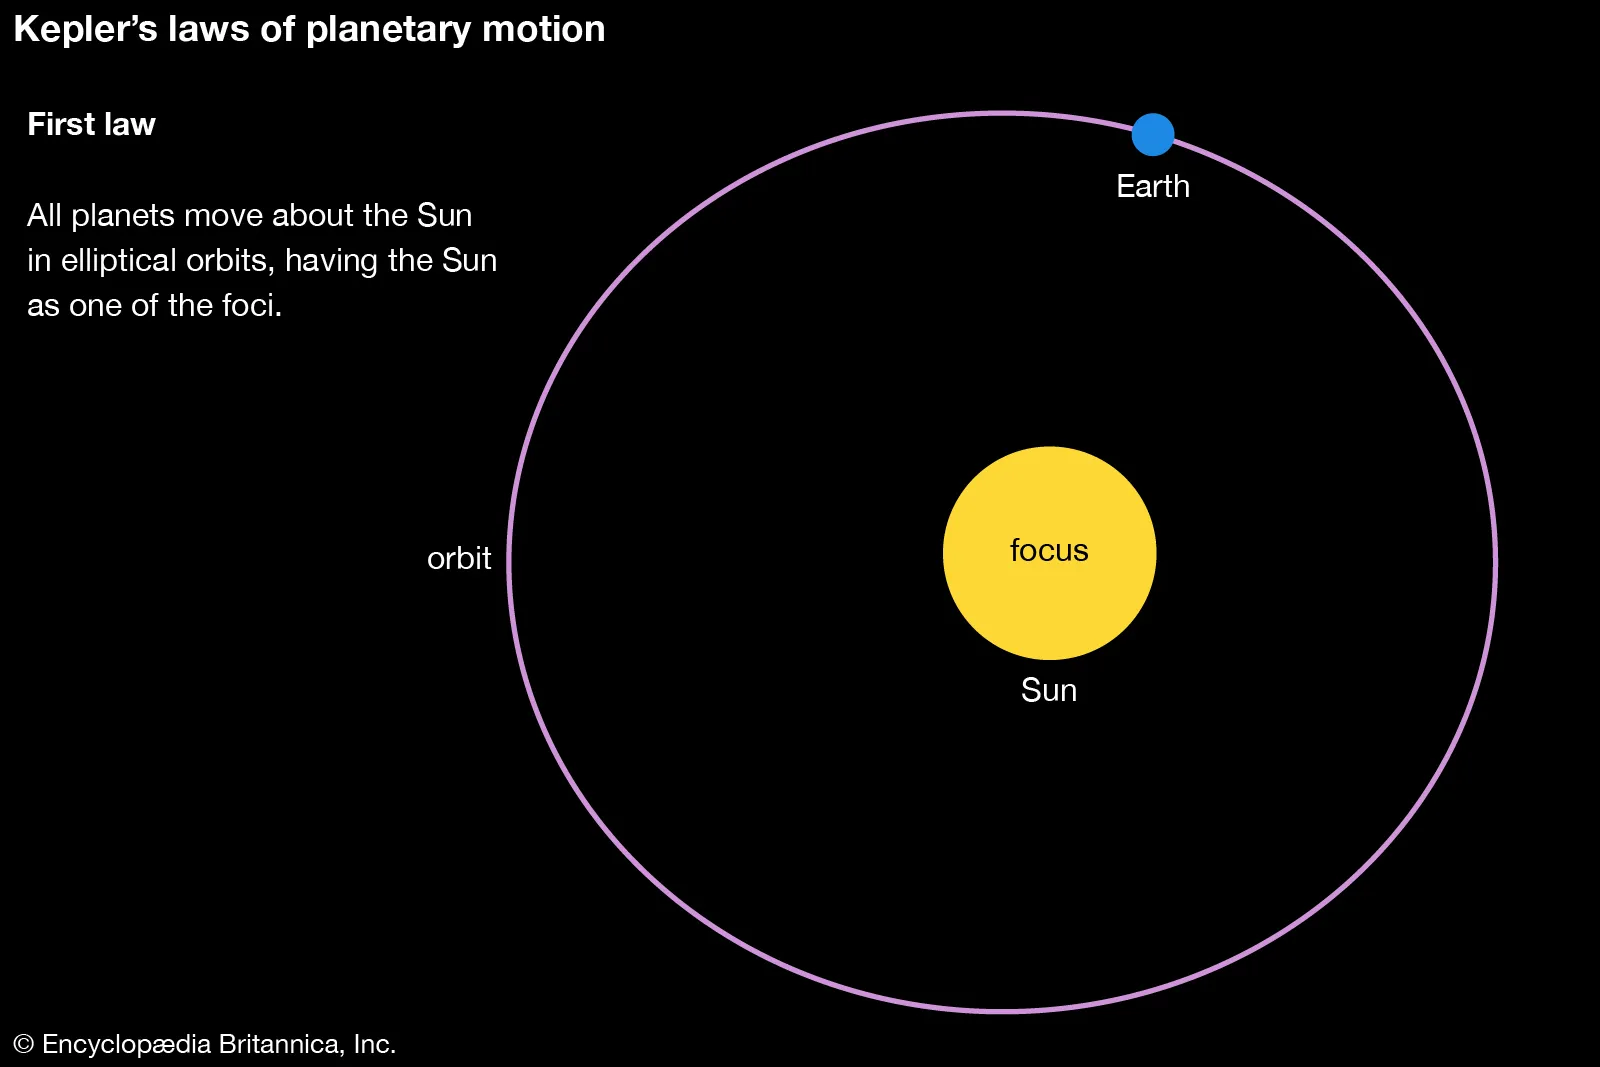 Kepler’s laws of planetary motion
First law
All planets move about the Sun
in elliptical orbits, having the Sun
as one of the foci.
Earth
focus
orbit
Sun
© Encyclopædia Britannica, Inc.